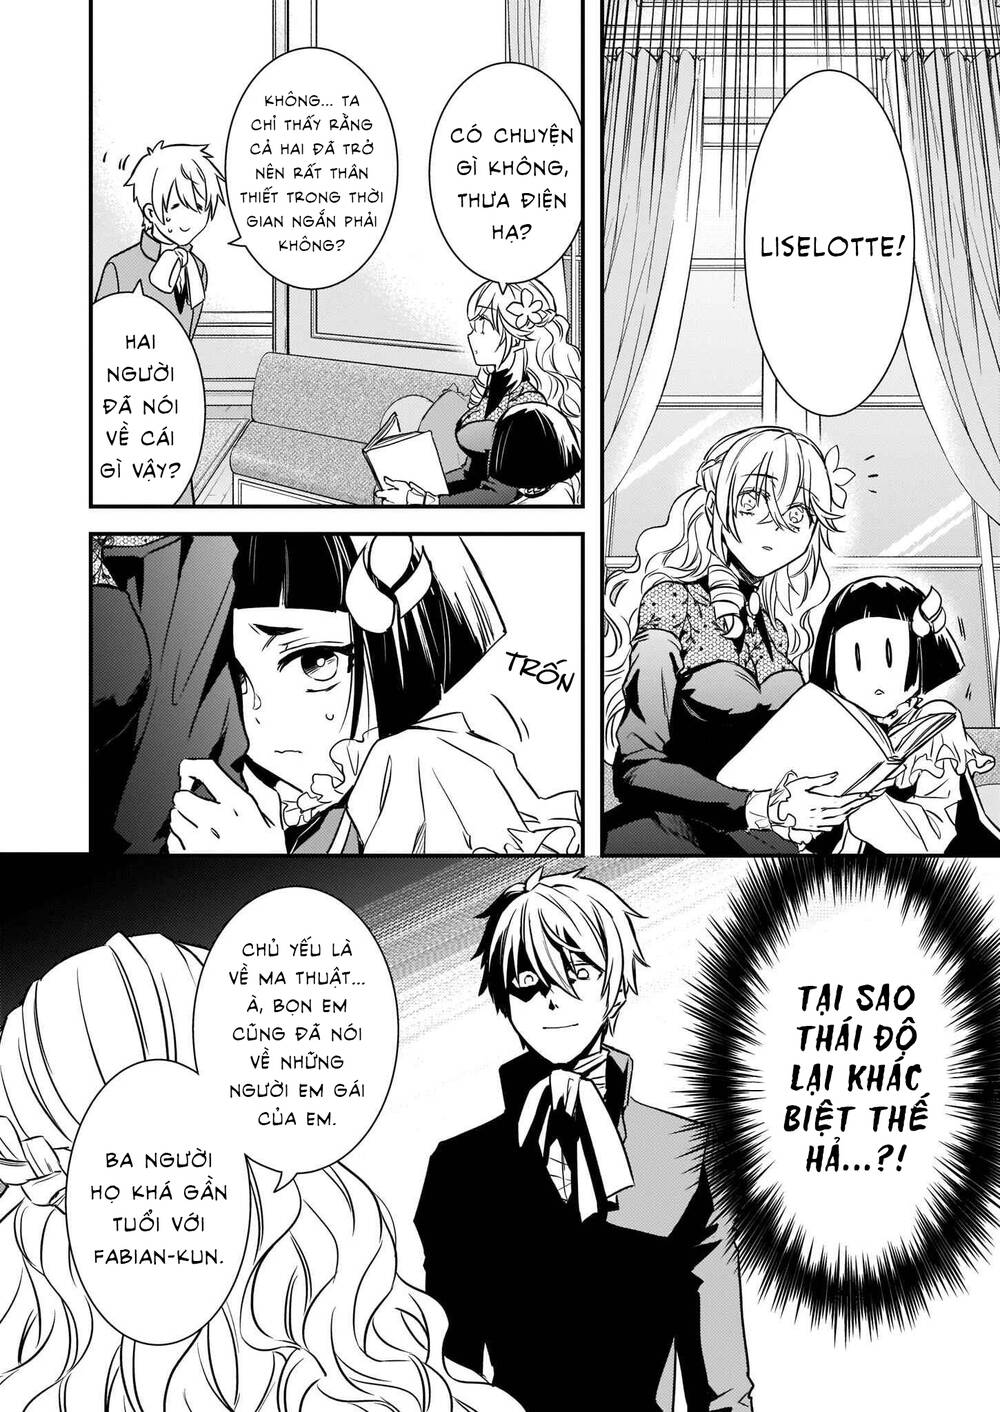 LISELOTTE!
CÓ CHUYỆN
GÌ KHÔNG,
THƯA ĐIỆN
HẠ?
KHÔNG... TA
CHỈ THẤY RẰNG
CẢ HAI ĐÃ TRỞ
NÊN RẤT THÂN
THIẾT TRONG THỜI
GIAN NGẮN PHẢI
KHÔNG?
HAI
NGƯỜI
ĐÃ NÓI
VỀ CÁI
GÌ VẬY?
TRỐN
TẠI SAO
THÁI ĐỘ
LẠI KHÁC
BIỆT THẾ
HẢ...?!
CHỦ YẾU LÀ
VỀ MA THUẬT...
À, BỌN EM
CŨNG ĐÃ NÓI
VỀ NHỮNG
NGƯỜI EM GÁI
CỦA EM.
BA NGƯỜI
HỌ KHÁ GẦN
TUỔI VỚI
FABIAN-KUN.